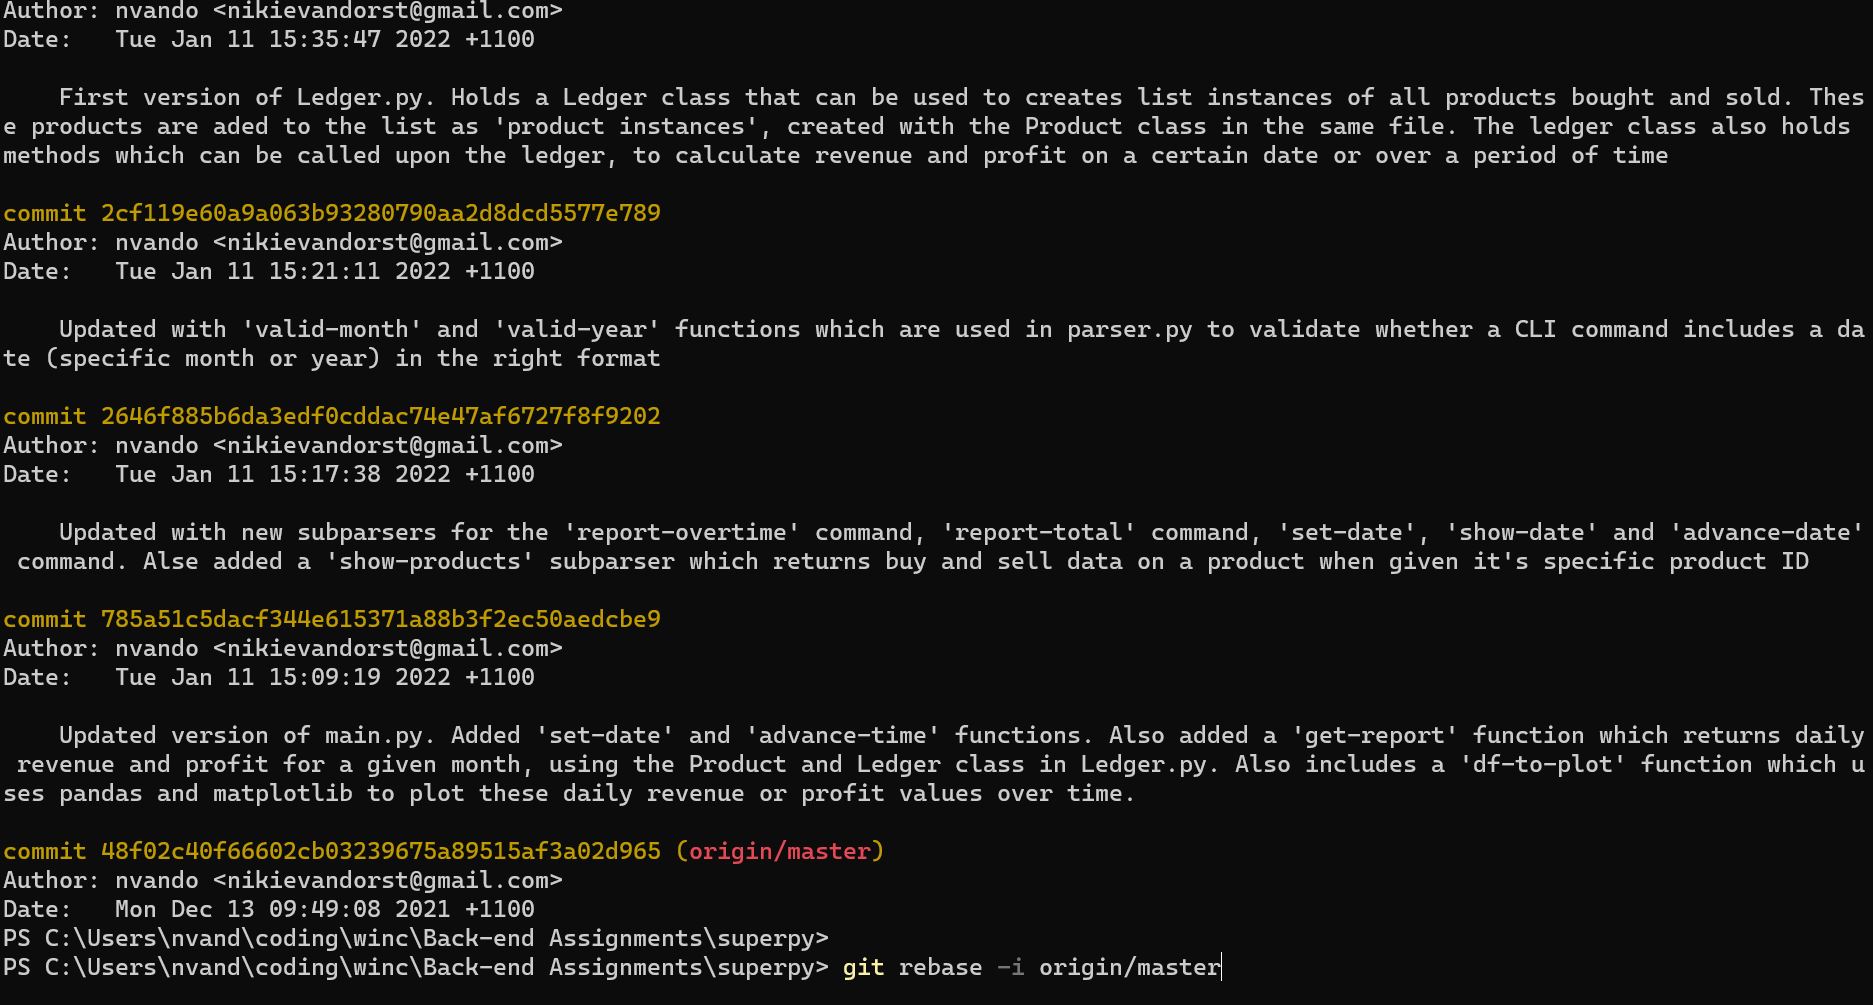 Author: nvando <nikievandorst@gmail.com>
Date:   Tue Jan 11 15:35:47 2022 +1100
    First version of Ledger.py. Holds a Ledger class that can be used to creates list instances of all products bought and sold. Thes
e products are aded to the list as 'product instances', created with the Product class in the same file. The ledger class also holds
methods which can be called upon the ledger, to calculate revenue and profit on a certain date or over a period of time
commit 2cf119e60a9a063b93280790aa2d8dcd5577e789
Author: nvando <nikievandorst@gmail.com>
Date:   Tue Jan 11 15:21:11 2022 +1100
    Updated with 'valid-month' and 'valid-year' functions which are used in parser.py to validate whether a CLI command includes a da
te (specific month or year) in the right format
commit 2646f885b6da3edf0cddac74e47af6727f8f9202
Author: nvando <nikievandorst@gmail.com>
Date:   Tue Jan 11 15:17:38 2022 +1100
    Updated with new subparsers for the 'report-overtime' command, 'report-total' command, 'set-date', 'show-date' and 'advance-date'
 command. Alse added a 'show-products' subparser which returns buy and sell data on a product when given it's specific product ID
commit 785a51c5dacf344e615371a88b3f2ec50aedcbe9
Author: nvando <nikievandorst@gmail.com>
Date:   Tue Jan 11 15:09:19 2022 +1100
    Updated version of main.py. Added 'set-date' and 'advance-time' functions. Also added a 'get-report' function which returns daily
 revenue and profit for a given month, using the Product and Ledger class in Ledger.py. Also includes a 'df-to-plot' function which u
ses pandas and matplotlib to plot these daily revenue or profit values over time.
commit 48f02c40f66602cb03239675a89515af3a02d965 (origin/master)
Author: nvando <nikievandorst@gmail.com>
Date:   Mon Dec 13 09:49:08 2021 +1100
PS C:\Users\nvand\coding\winc\Back-end Assignments\superpy>
PS C:\Users\nvand\coding\winc\Back-end Assignments\superpy> git rebase -i origin/master